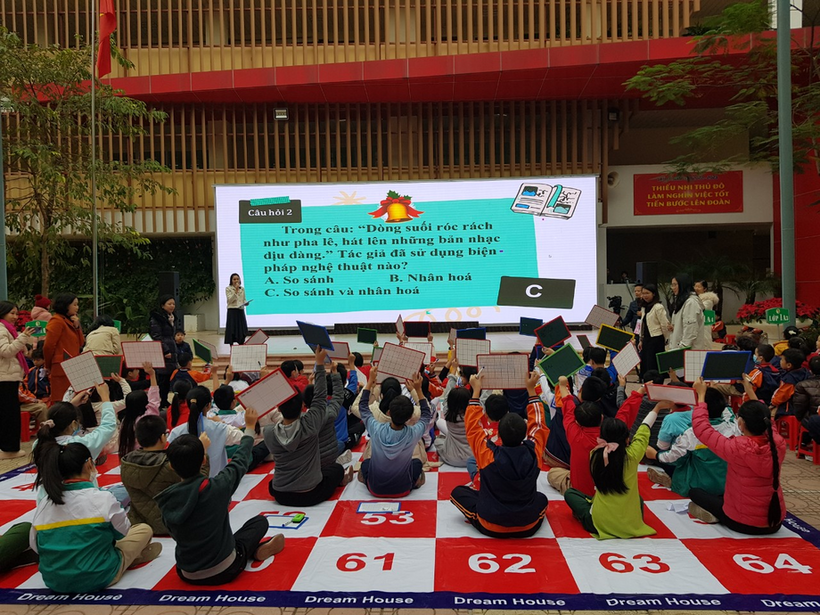 Câu hỏi 2
Trong câu: "Dòng suối róc rách
như pha lê, hát lên những bản nhạc
dịu dàng." Tác giả đã sử dụng biện
pháp nghệ thuật nào?
A. So sánh B. Nhân hoá
C. So sánh và nhân hoá
C
THIẾU NHI THỦ ĐÔ
LÀM NGHÌN VIỆC TỐT
TIẾN BƯỚC LÊN ĐOÀN
53
61 62 63 64
Dream House Dream House Dream House Dream House